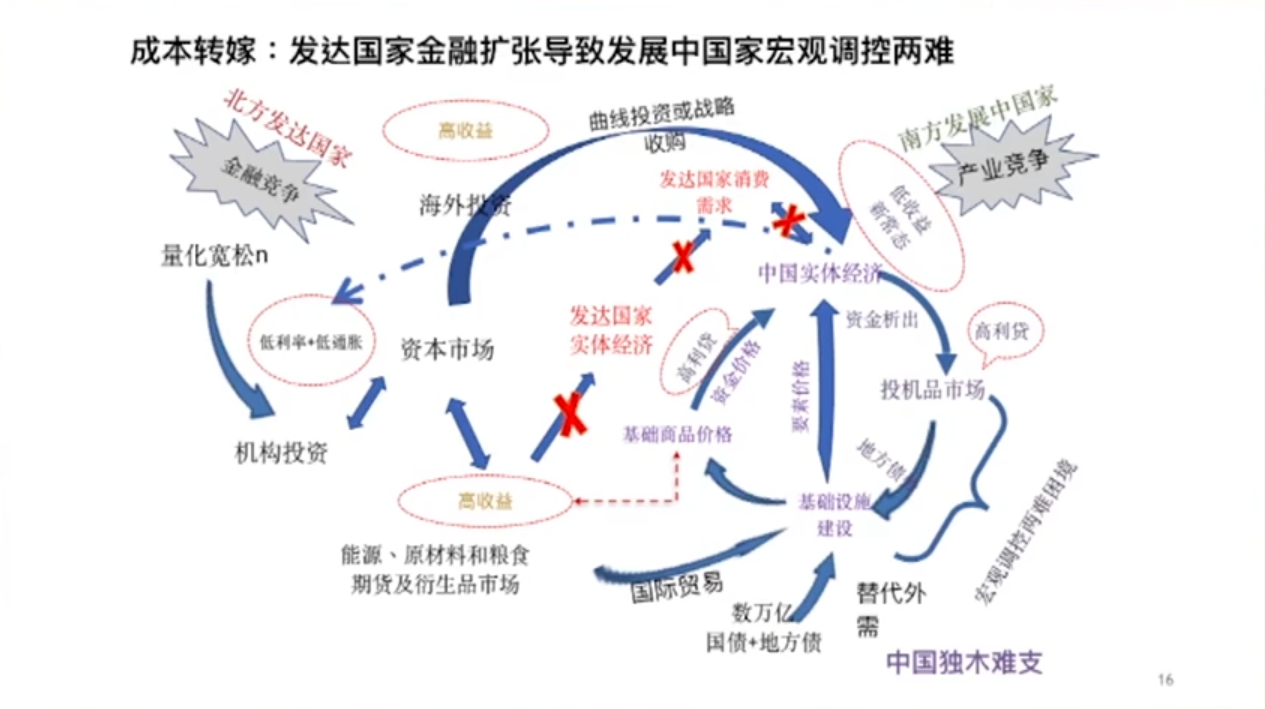 成本转嫁：发达国家金融扩张导致发展中国家宏观调控两难
北方发达国家
金融竞争
高收益
曲线投资或战略
收购
南方发展中国家
产业竞争
发达国家消费
需求
海外投资
低收益
新常态
量化宽松n
中国实体经济
低利率+低通胀
资本市场
发达国家
实体经济
高利贷
资金价格
要素价格
资金析出
高利贷
投机品市场
机构投资
基础商品价格
地方债
高收益
基础设施
建设
宏观调控两难困境
能源、原材料和粮食
期货及衍生品市场
国际贸易
数万亿
国债+地方债
替代外
需
中国独木难支
16